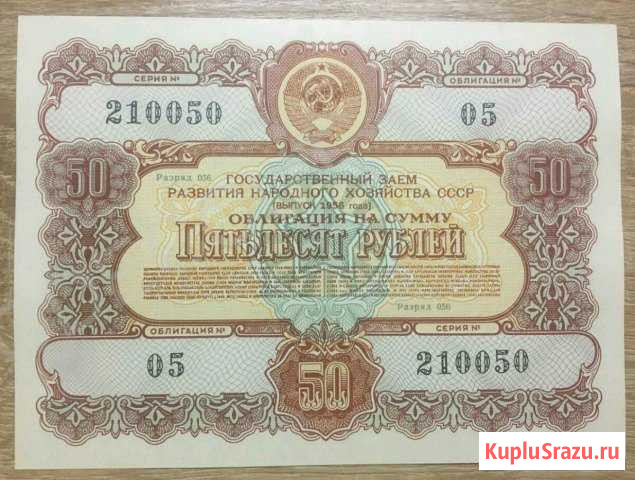 СЕРИЯ №
ОБЛИГАЦИЯ №
210050
05
50
50
Разряд 056
ГОСУДАРСТВЕННЫЙ ЗАЕМ
РАЗВИТИЯ НАРОДНОГО ХОЗЯЙСТВА СССР
(ВЫПУСК 1956 года)
ОБЛИГАЦИЯ НА СУММУ
ПЯТЬДЕСЯТ РУБЛЕЙ
Разряд 056
ОБЛИГАЦИЯ №
СЕРИЯ №
05
210050
50
KupluSrazu.ru